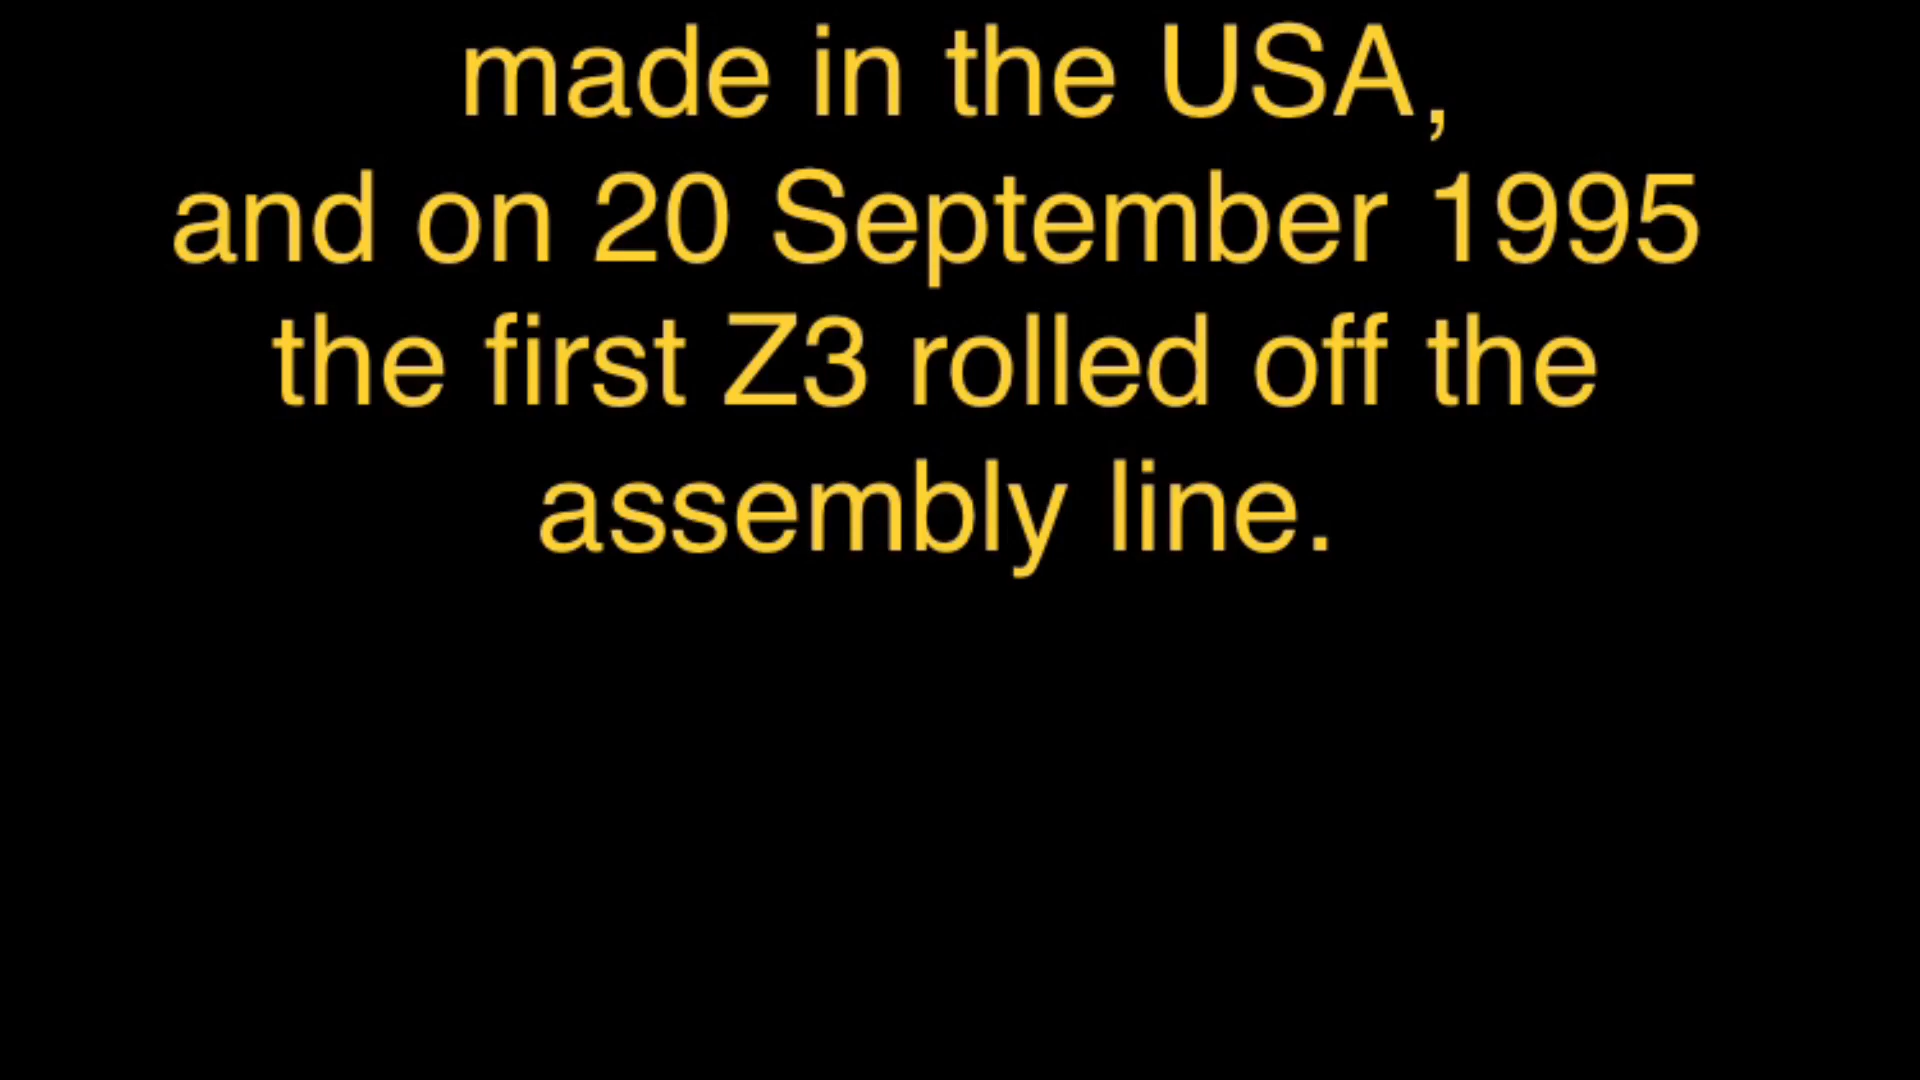 made in the USA,
and on 20 September 1995
the first Z3 rolled off the
assembly line.